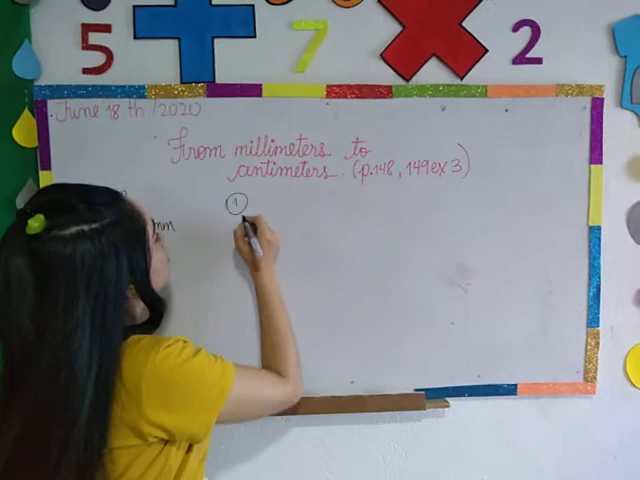 5 7 2
June 18 th /2020
From millimeters to
centimeters. (p.148, 149 ex 3)
1
mm